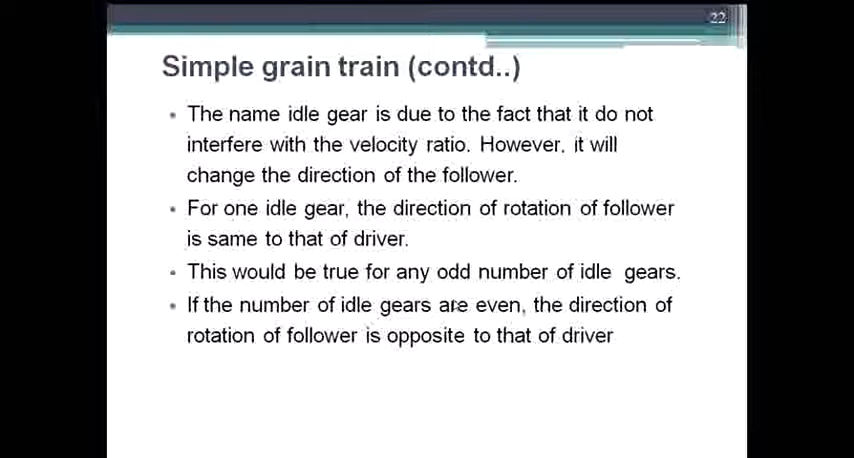 22
Simple grain train (contd..)
• The name idle gear is due to the fact that it do not
interfere with the velocity ratio. However, it will
change the direction of the follower.
• For one idle gear, the direction of rotation of follower
is same to that of driver.
• This would be true for any odd number of idle gears.
• If the number of idle gears are even, the direction of
rotation of follower is opposite to that of driver